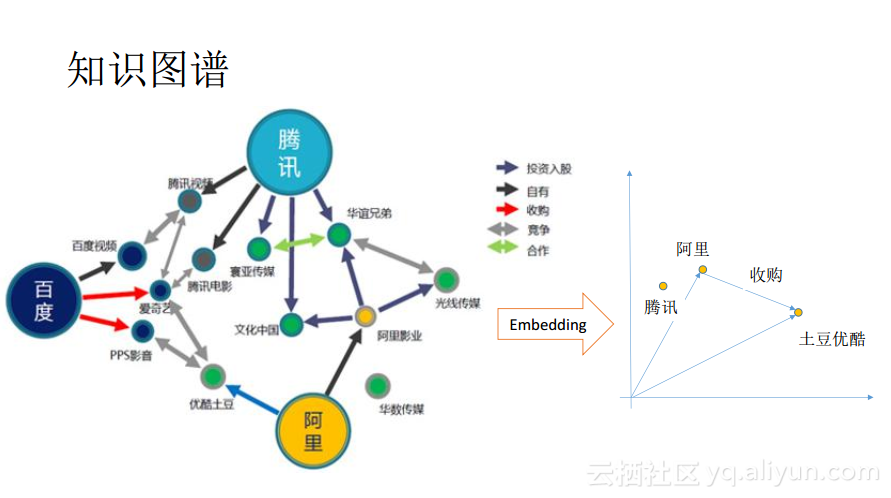 知识图谱
腾
讯
腾讯视频
华谊兄弟
百度视频
寰亚传媒
腾讯电影
百
度
爱奇艺
光线传媒
文化中国
阿里影业
PPS影音
优酷土豆
华数传媒
阿
里
投资入股
自有
收购
竞争
合作
Embedding
阿里
收购
腾讯
土豆优酷
云栖社区 yq.aliyun.com